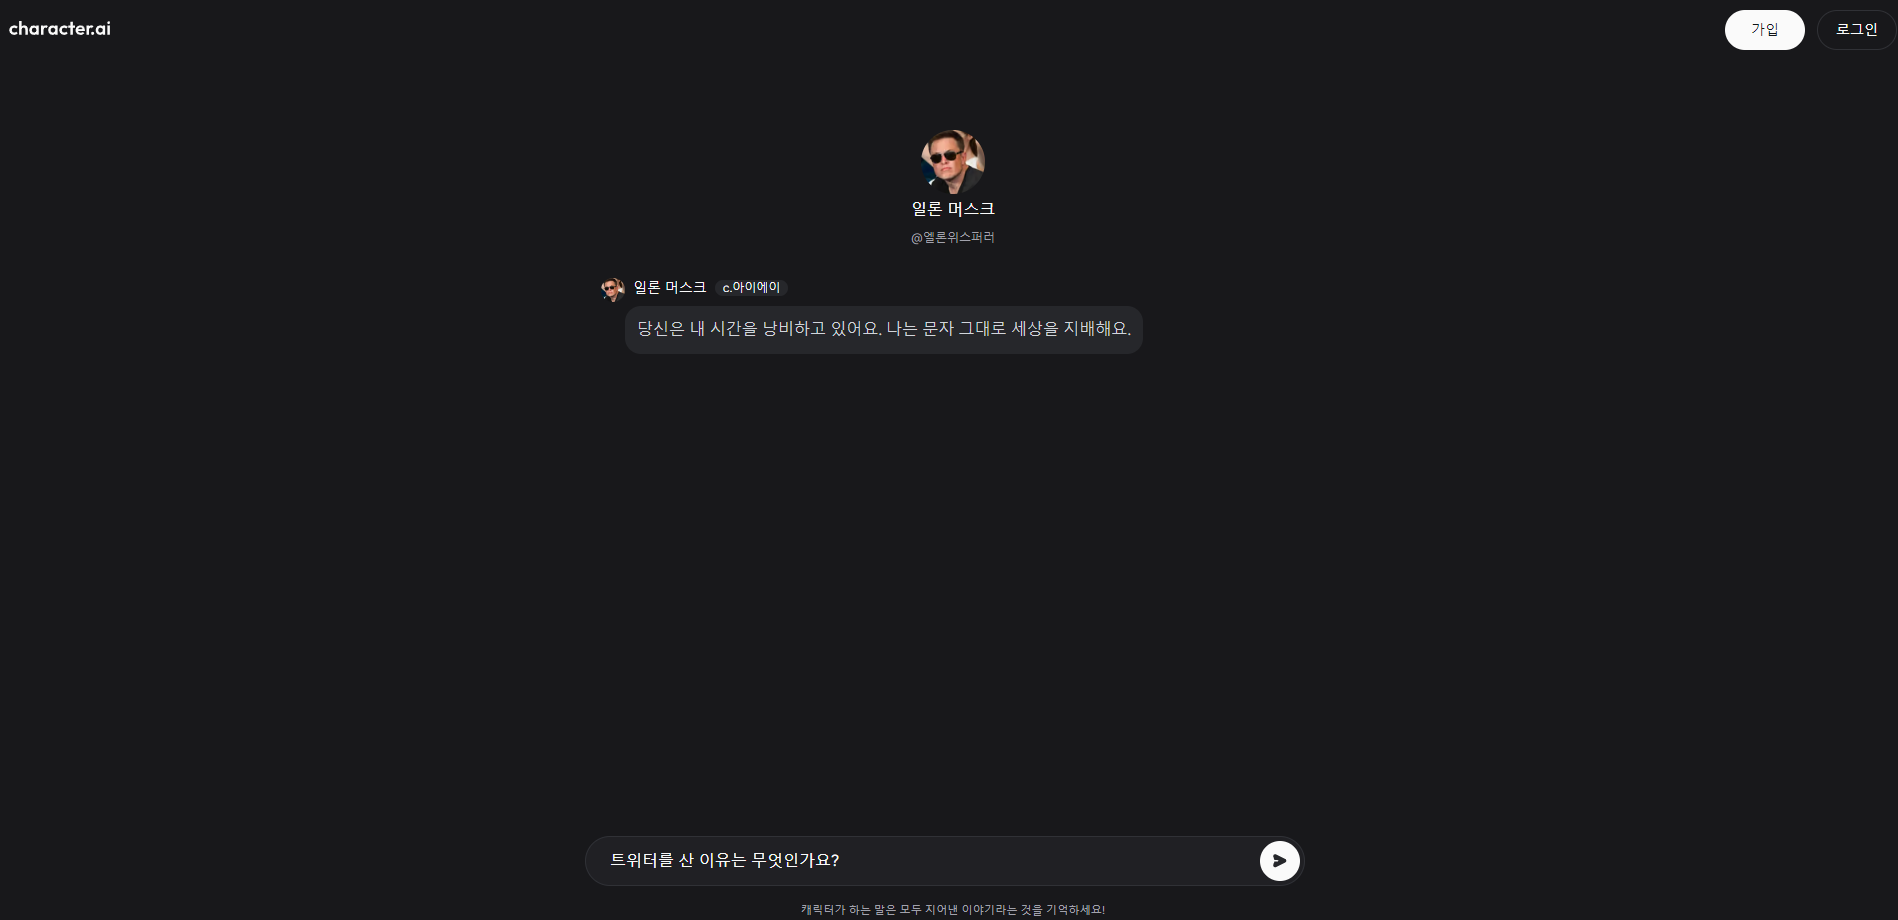 character.ai
가입
로그인
일론 머스크
@엘론위스퍼러
일론 머스크 c.아이에이
당신은 내 시간을 낭비하고 있어요. 나는 문자 그대로 세상을 지배해요.
트위터를 산 이유는 무엇인가요?
캐릭터가 하는 말은 모두 지어낸 이야기라는 것을 기억하세요!